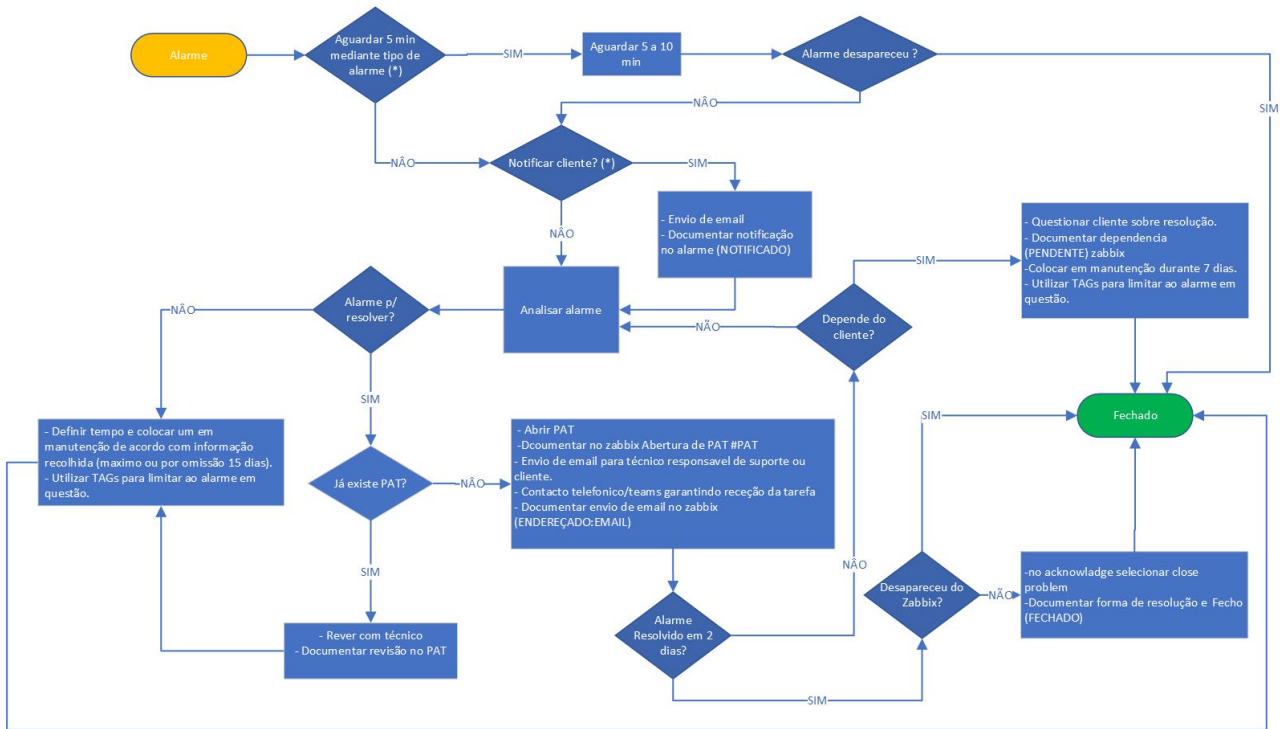 Alarme
Aguardar 5 min
mediante tipo de
alarme (*)
SIM
Aguardar 5 a 10
min
Alarme desapareceu ?
SIM
NÂO
NÂO
Notificar cliente? (*)
SIM
- Envio de email
- Documentar notificação
no alarme (NOTIFICADO)
NÂO
Analisar alarme
Alarme p/
resolver?
NÂO
SIM
- Definir tempo e colocar um em
manutenção de acordo com informação
recolhida (maximo ou por omissão 15 dias).
- Utilizar TAGs para limitar ao alarme em
questão.
Já existe PAT?
NÂO
- Abrir PAT
-Dcoumentar no zabbix Abertura de PAT #PAT
- Envio de email para técnico responsavel de suporte ou
cliente.
- Contacto telefonico/teams garantindo receção da tarefa
- Documentar envio de email no zabbix
(ENDEREÇADO:EMAIL)
SIM
- Rever com técnico
- Documentar revisão no PAT
Alarme
Resolvido em 2
dias?
NÂO
SIM
Depende do
cliente?
NÃO
SIM
- Questionar cliente sobre resolução.
- Documentar dependencia
(PENDENTE) zabbix
-Colocar em manutenção durante 7 dias.
- Utilizar TAGs para limitar ao alarme em
questão.
Desapareceu do
Zabbix?
SIM
NÃO
-no acknowladge selecionar close
problem
-Documentar forma de resolução e Fecho
(FECHADO)
Fechado